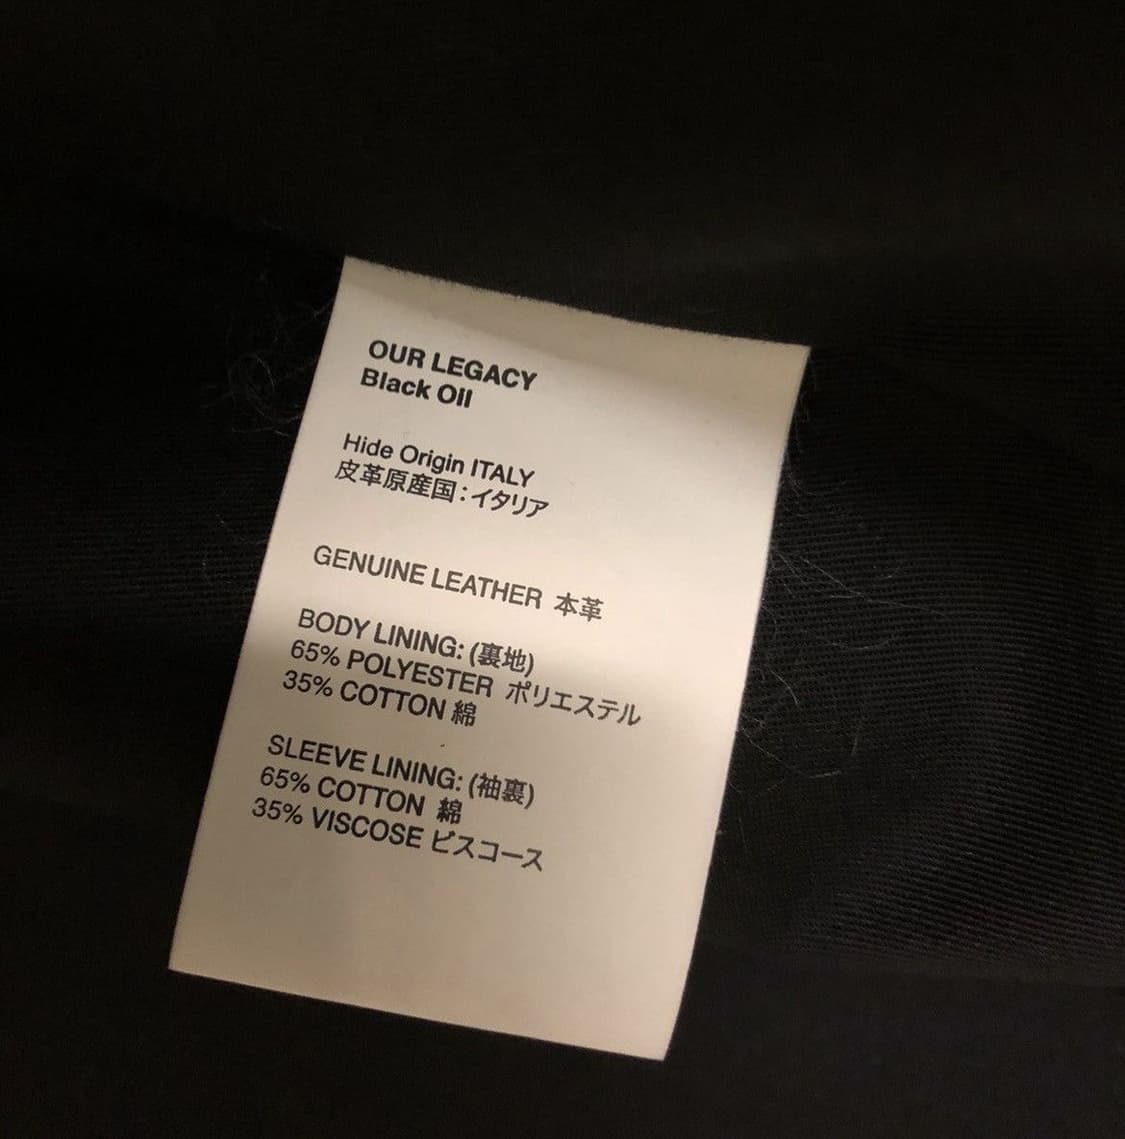 OUR LEGACY
Black Oil
Hide Origin ITALY
皮革原産国：イタリア
GENUINE LEATHER 本革
BODY LINING: (裏地)
65% POLYESTER ポリエステル
35% COTTON 綿
SLEEVE LINING: (袖裏)
65% COTTON 綿
35% VISCOSE ビスコース